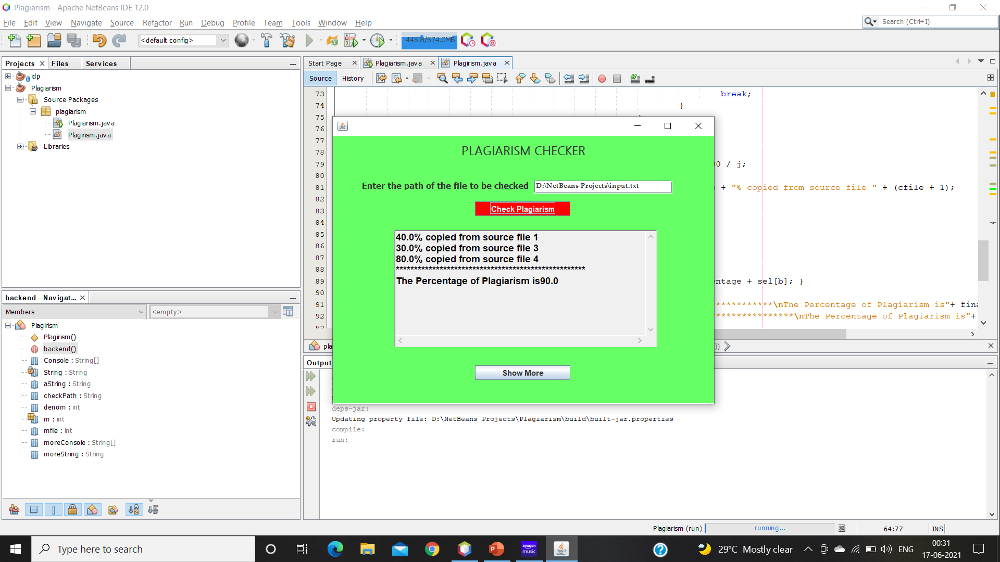 Plagiarism - Apache NetBeans IDE 12.0
File Edit View Navigate Source Refactor Run Debug Profile Team Tools Window Help
Search (Ctrl+I)
<default config>
445.8/574.0MB
Projects Files Services
Start Page Plagiarism.java Plagirism.java
Source History
idp
Plagiarism
Source Packages
plagiarism
Plagiarism.java
Plagirism.java
Libraries
73 break;
74 }
75
76
77
78
79 0 / j;
80
81 + "% copied from source file " + (cfile + 1);
82
83
84
85
86
87
88
89 entage + sel[b]; }
90
91 ***********\nThe Percentage of Plagiarism is"+ fina
92 ***************\nThe Percentage of Plagiarism is"+
PLAGIARISM CHECKER
Enter the path of the file to be checked D:\NetBeans Projects\input.txt
Check Plagiarism
40.0% copied from source file 1
30.0% copied from source file 3
80.0% copied from source file 4
****************************************************
The Percentage of Plagiarism is90.0
Show More
backend - Navigat...
Members
<empty>
Plagirism
Plagirism()
backend()
Console : String[]
String : String
aString : String
checkPath : String
denom : int
m : int
mfile : int
moreConsole : String[]
moreString : String
pla
Output
deps-jar:
Updating property file: D:\NetBeans Projects\Plagiarism\build\built-jar.properties
compile:
run:
Plagiarism (run) running... 64:77 INS
Type here to search
amazon music
29°C Mostly clear ENG
00:31
17-06-2021